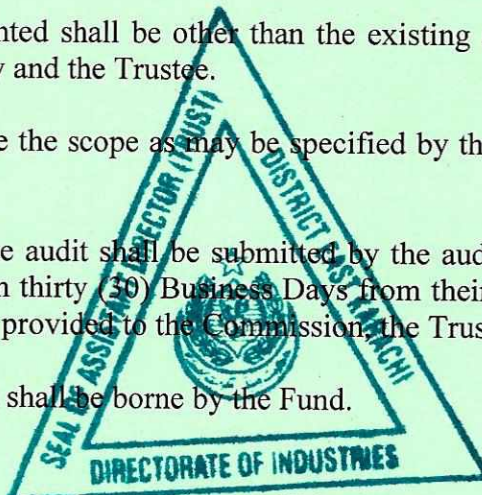 nted shall be other than the existing
y and the Trustee.
e the scope as may be specified by th
e audit shall be submitted by the aud
n thirty (30) Business Days from their
provided to the Commission, the Trus
shall be borne by the Fund.
SEAL OF ASSISTANT DIRECTOR (TRUST)
DISTRICT EAST KARACHI
DIRECTORATE OF INDUSTRIES